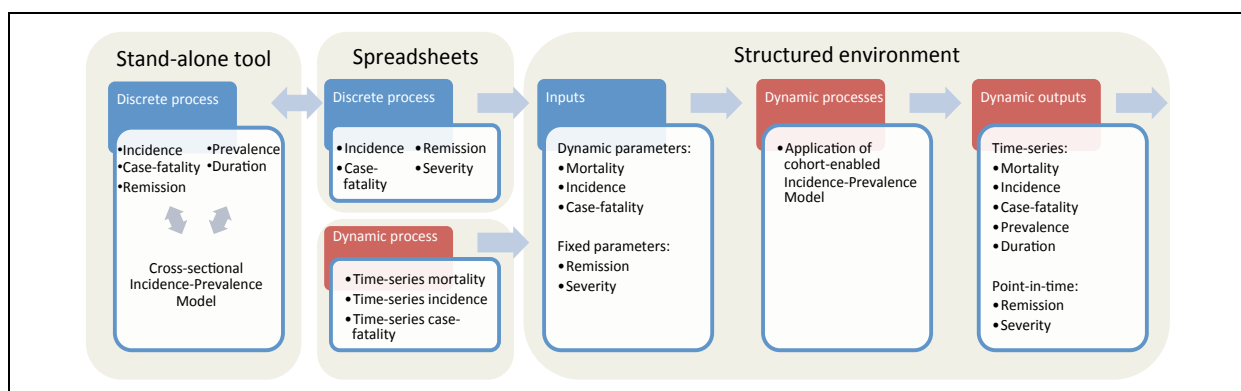 Stand-alone tool
Discrete process
•Incidence
•Case-fatality
•Remission
•Prevalence
•Duration
Cross-sectional
Incidence-Prevalence
Model
Spreadsheets
Discrete process
•Incidence
•Case-
fatality
•Remission
•Severity
Dynamic process
•Time-series mortality
•Time-series incidence
•Time-series case-
fatality
Structured environment
Inputs
Dynamic parameters:
•Mortality
•Incidence
•Case-fatality
Fixed parameters:
•Remission
•Severity
Dynamic processes
•Application of
cohort-enabled
Incidence-Prevalence
Model
Dynamic outputs
Time-series:
•Mortality
•Incidence
•Case-fatality
•Prevalence
•Duration
Point-in-time:
•Remission
•Severity